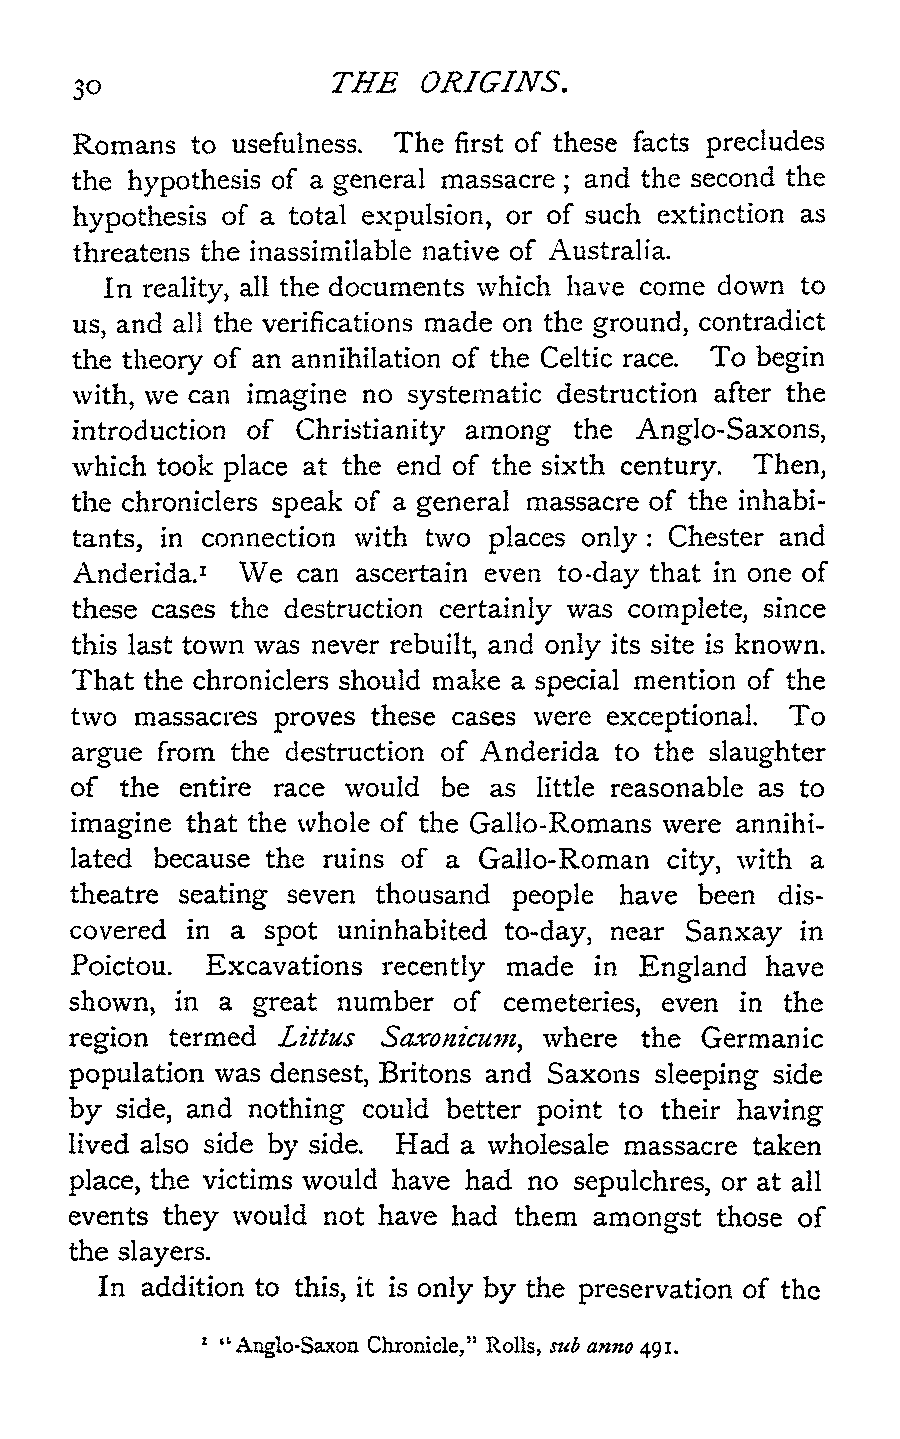 30 THE ORIGINS.
Romans to usefulness. The first of these facts precludes
the hypothesis of a general massacre ; and the second the
hypothesis of a total expulsion, or of such extinction as
threatens the inassimilable native of Australia.
In reality, all the documents which have come down to
us, and all the verifications made on the ground, contradict
the theory of an annihilation of the Celtic race. To begin
with, we can imagine no systematic destruction after the
introduction of Christianity among the Anglo-Saxons,
which took place at the end of the sixth century. Then,
the chroniclers speak of a general massacre of the inhabi-
tants, in connection with two places only : Chester and
Anderida.¹ We can ascertain even to-day that in one of
these cases the destruction certainly was complete, since
this last town was never rebuilt, and only its site is known.
That the chroniclers should make a special mention of the
two massacres proves these cases were exceptional. To
argue from the destruction of Anderida to the slaughter
of the entire race would be as little reasonable as to
imagine that the whole of the Gallo-Romans were annihi-
lated because the ruins of a Gallo-Roman city, with a
theatre seating seven thousand people have been dis-
covered in a spot uninhabited to-day, near Sanxay in
Poictou. Excavations recently made in England have
shown, in a great number of cemeteries, even in the
region termed Littus Saxonicum, where the Germanic
population was densest, Britons and Saxons sleeping side
by side, and nothing could better point to their having
lived also side by side. Had a wholesale massacre taken
place, the victims would have had no sepulchres, or at all
events they would not have had them amongst those of
the slayers.
In addition to this, it is only by the preservation of the
¹ "Anglo-Saxon Chronicle," Rolls, sub anno 491.